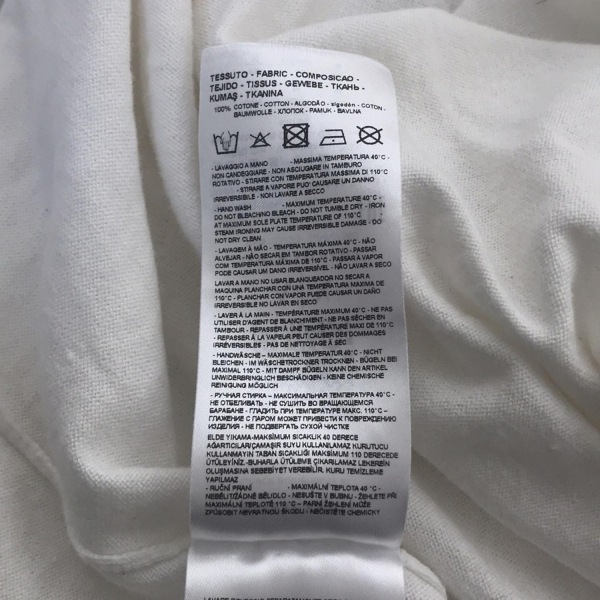 TESSUTO - FABRIC - COMPOSICAO -
TEJIDO - TISSUS - GEWEBE - ТКАНЬ -
KUMAŞ - TKANINA
100% COTONE - COTTON - ALGODÃO - algodón - COTON -
BAUMWOLLE - ХЛОПОК - PAMUK - BAVLNA
- LAVAGGIO A MANO - MASSIMA TEMPERATURA 40°C -
NON CANDEGGIARE - NON ASCIUGARE IN TAMBURO
ROTATIVO - STIRARE CON TEMPERATURA MASSIMA DI 110°C
- STIRARE A VAPORE PUO' CAUSARE UN DANNO
IRREVERSIBILE - NON LAVARE A SECCO
- HAND WASH - MAXIMUM TEMPERATURE 40°C -
DO NOT BLEACHING BLEACH - DO NOT TUMBLE DRY - IRON
AT MAXIMUM SOLE PLATE TEMPERATURE OF 110°C
STEAM IRONING MAY CAUSE IRREVERSIBLE DAMAGE - DO
NOT DRY CLEAN
- LAVAGEM À MÃO - TEMPERATURA MÁXIMA 40°C - NÃO
ALVEJAR - NÃO SECAR EM TAMBOR ROTATIVO - PASSAR
COM TEMPERATURA MÁXIMA DE 110°C - PASSAR A VAPOR
PODE CAUSAR UM DANO IRREVERSÍVEL - NÃO LAVAR A SECO
LAVAR A MANO NO USAR BLANQUEADOR NO SECAR A
MAQUINA PLANCHAR CON UNA TEMPERATURA MAXIMA DE
110°C - PLANCHAR CON VAPOR PUEDE CAUSAR UN DAÑO
IRREVERSIBLE - NO LAVAR EN SECO
- LAVER À LA MAIN - TEMPÉRATURE MAXIMUM 40°C - NE PAS
UTILISER D'AGENT DE BLANCHIMENT - NE PAS SÉCHER EN
TAMBOUR - REPASSER À UNE TEMPÉRATURE MAXI DE 110°C
- REPASSER À LA VAPEUR PEUT CAUSER DES DOMMAGES
IRRÉVERSIBLES - PAS DE NETTOYAGE À SEC
- HANDWÄSCHE – MAXIMALE TEMPERATUR 40°C - NICHT
BLEICHEN - IM WÄSCHETROCKNER TROCKNEN - BÜGELN BEI
MAXIMAL 110°C - MIT DAMPF BÜGELN KANN DEN ARTIKEL
UNWIDERBRINGLICH BESCHÄDIGEN - KEINE CHEMISCHE
REINIGUNG MÖGLICH
- РУЧНАЯ СТИРКА – МАКСИМАЛЬНАЯ ТЕМПЕРАТУРА 40°C -
НЕ ОТБЕЛИВАТЬ - НЕ СУШИТЬ ВО ВРАЩАЮЩЕМСЯ
БАРАБАНЕ - ГЛАДИТЬ ПРИ ТЕМПЕРАТУРЕ МАКС. 110°C –
ГЛАЖЕНИЕ С ПАРОМ МОЖЕТ ПРИВЕСТИ К ПОВРЕЖДЕНИЮ
ИЗДЕЛИЯ - НЕ ПОДВЕРГАТЬ СУХОЙ ЧИСТКЕ
ELDE YIKAMA-MAKSİMUM SICAKLIK 40 DERECE
AĞARTICILARI/ÇAMAŞIR SUYU KULLANILAMAZ KURUTUCU
KULLANMAYIN TABAN SICAKLIĞI MAKSİMUM 110 DERECEDE
ÜTÜLEYİNİZ.-BUHARLA ÜTÜLEME ÇIKARILAMAZ LEKERİN
OLUŞMASINA SEBEBİYET VEREBİLİR. KURU TEMİZLEME
YAPILMAZ
- RUČNÍ PRANÍ - MAXIMÁLNÍ TEPLOTA 40°C -
NEBĚLIT/ŽÁDNÉ BĚLIDLO - NESUŠTE V BUBNU - ŽEHLETE PŘI
MAXIMÁLNÍ TEPLOTĚ 110°C – PARNÍ ŽEHLENÍ MŮŽE
ZPŮSOBIT NEVRATNOU ŠKODU - NEČISTĚTE CHEMICKY